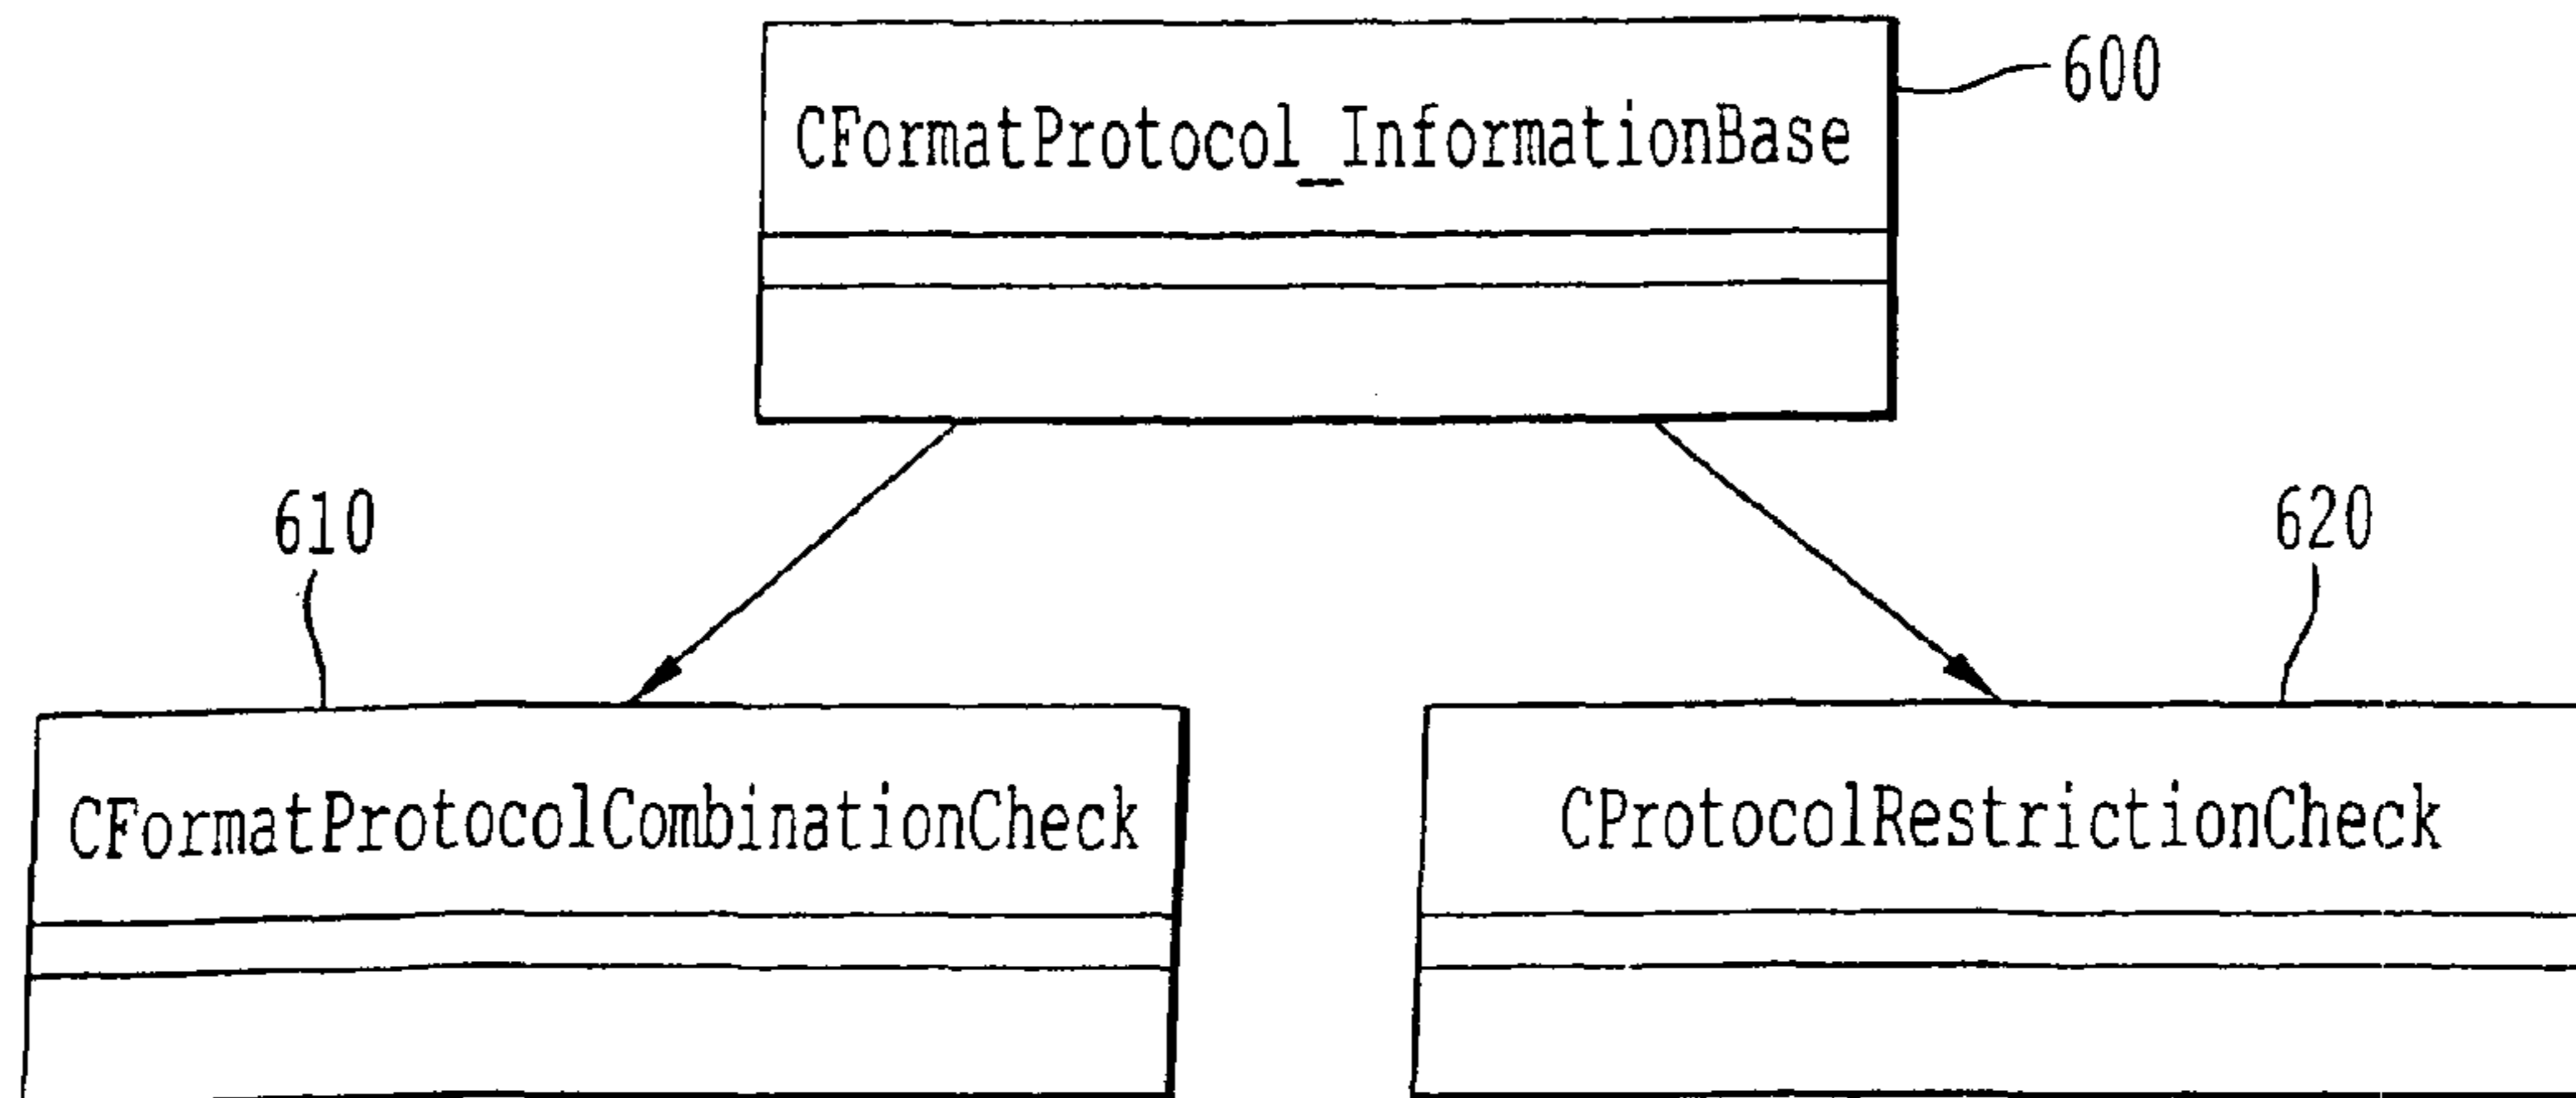 CFormatProtocol_InformationBase
600
610
620
CFormatProtocolCombinationCheck
CProtocolRestrictionCheck